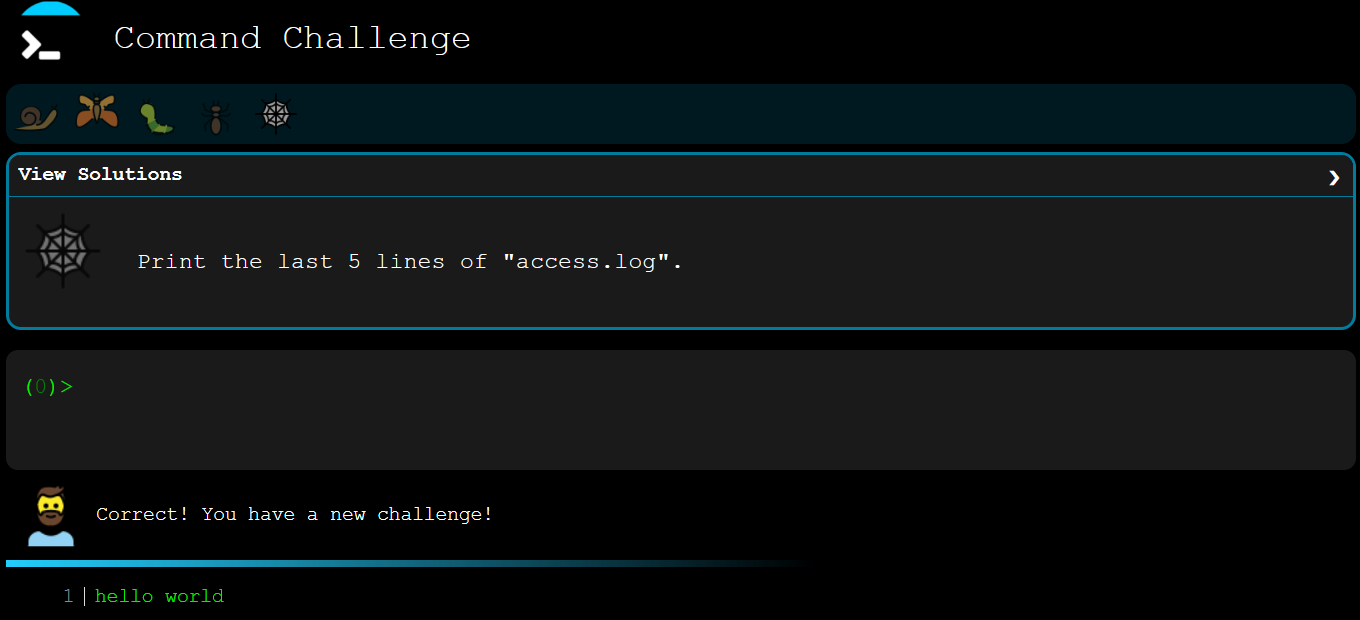 Command Challenge
View Solutions
Print the last 5 lines of "access.log".
(0)>
Correct! You have a new challenge!
1 hello world